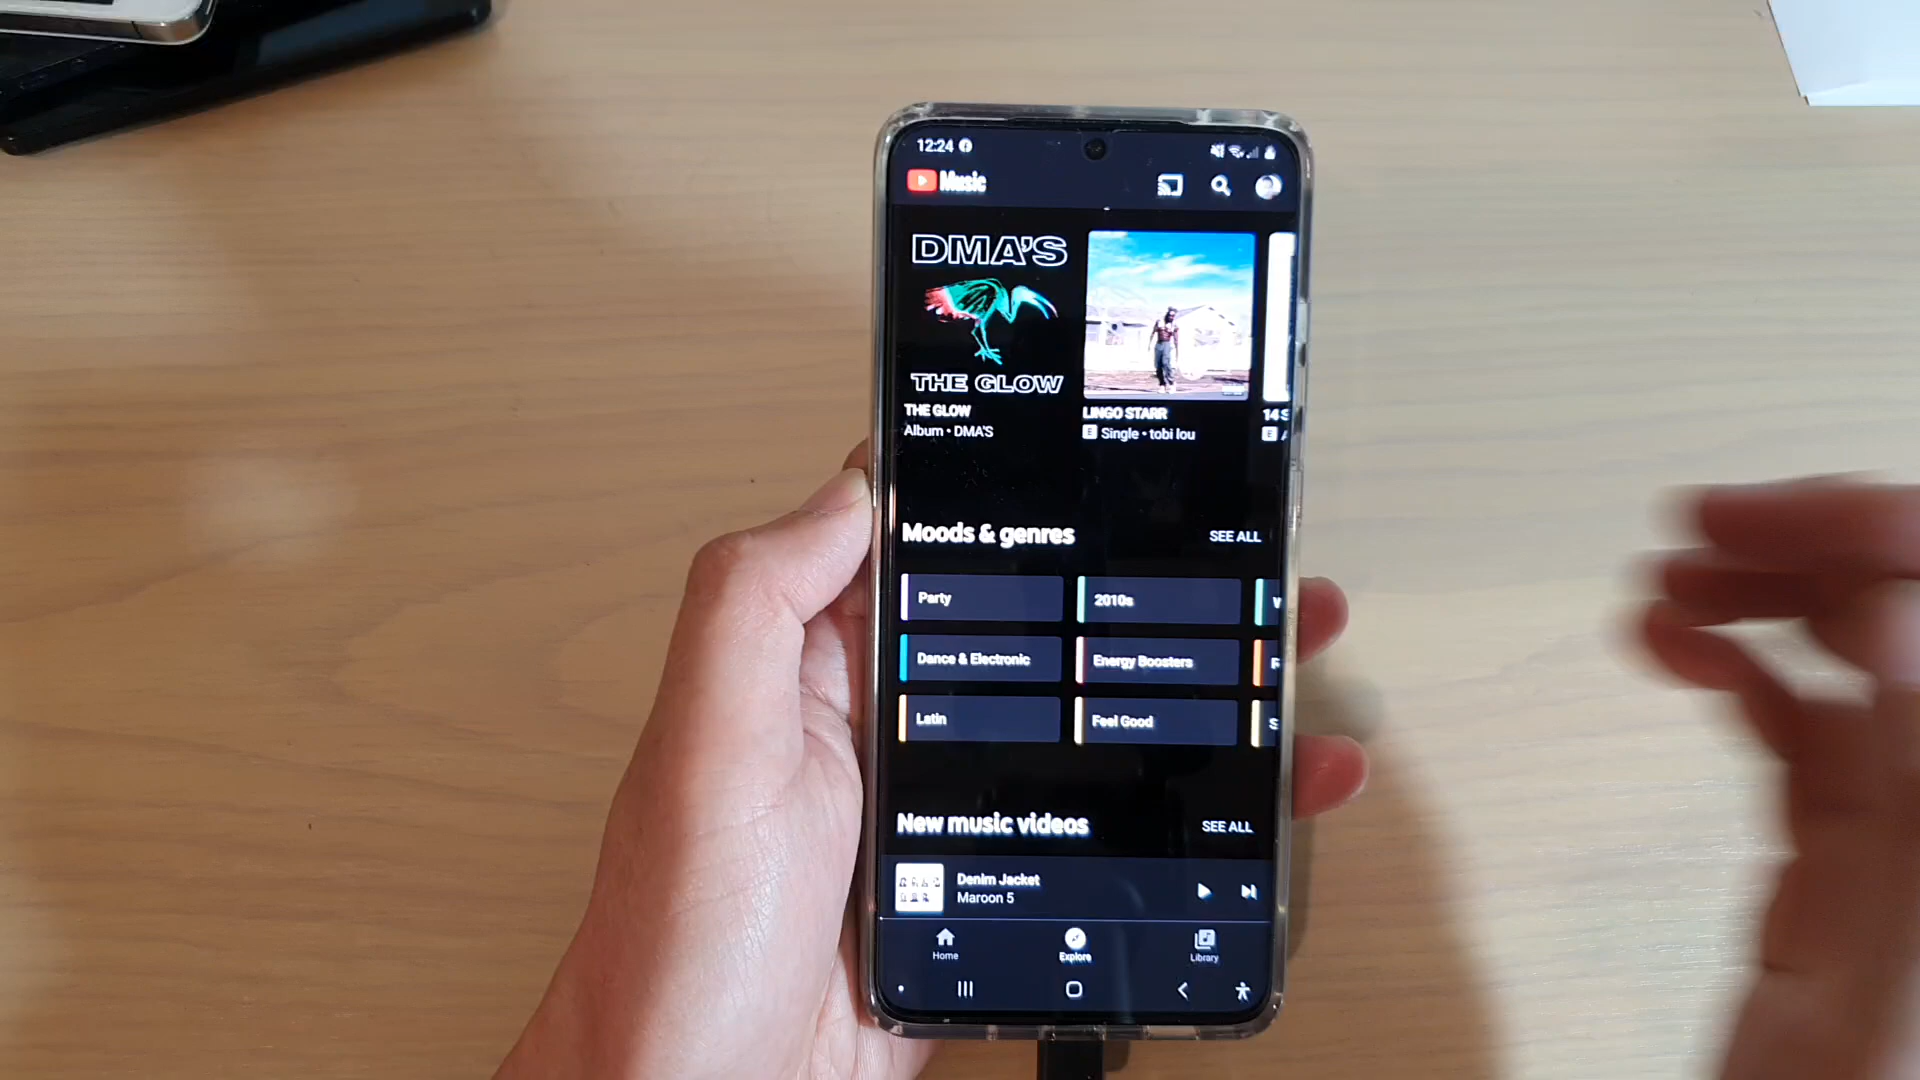 12:24
Music
DMA'S
THE GLOW
THE GLOW
Album • DMA'S
LINGO STARR
E Single • tobi lou
14 S
E
Moods & genres
SEE ALL
Party
2010s
W
Dance & Electronic
Energy Boosters
F
Latin
Feel Good
S
New music videos
SEE ALL
Denim Jacket
Maroon 5
Home
Explore
Library